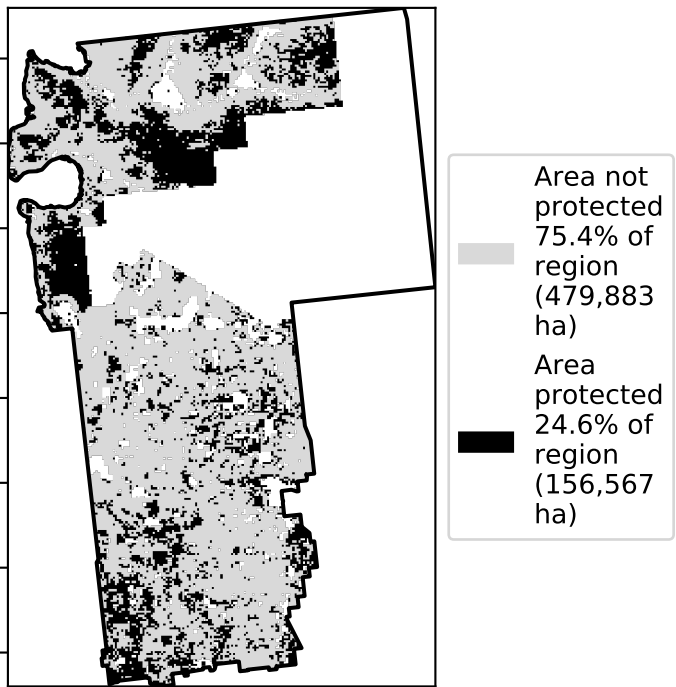 Area not
protected
75.4% of
region
(479,883
ha)
Area
protected
24.6% of
region
(156,567
ha)